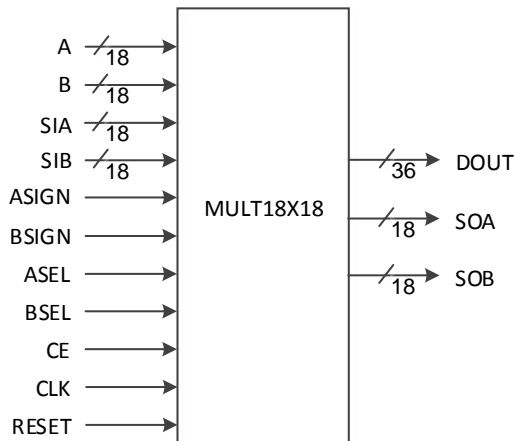 A
18
B
18
SIA
18
SIB
18
ASIGN
BSIGN
ASEL
BSEL
CE
CLK
RESET
MULT18X18
36
DOUT
18
SOA
18
SOB